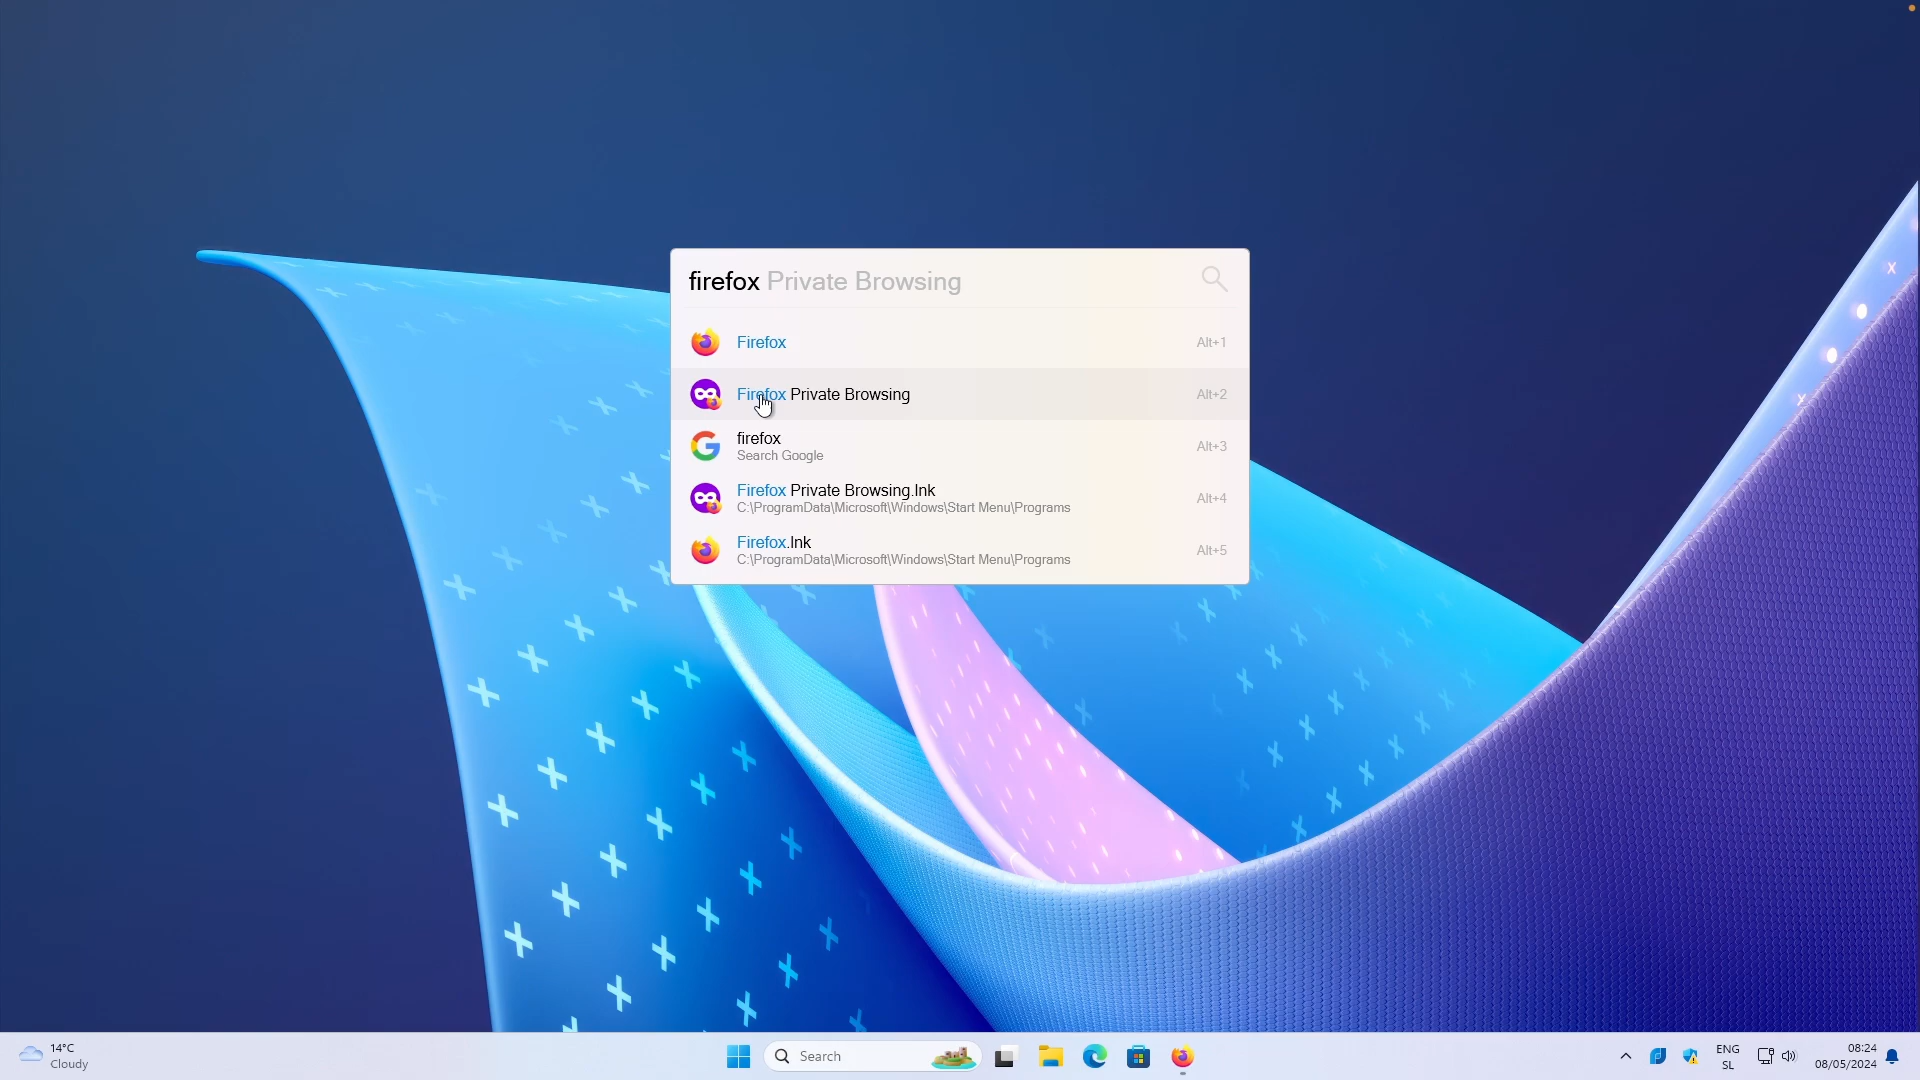 firefox Private Browsing
Firefox
Alt+1
Firefox Private Browsing
Alt+2
firefox
Search Google
Alt+3
Firefox Private Browsing.lnk
C:\ProgramData\Microsoft\Windows\Start Menu\Programs
Alt+4
Firefox.lnk
C:\ProgramData\Microsoft\Windows\Start Menu\Programs
Alt+5
14°C
Cloudy
Search
ENG
SL
08:24
08/05/2024